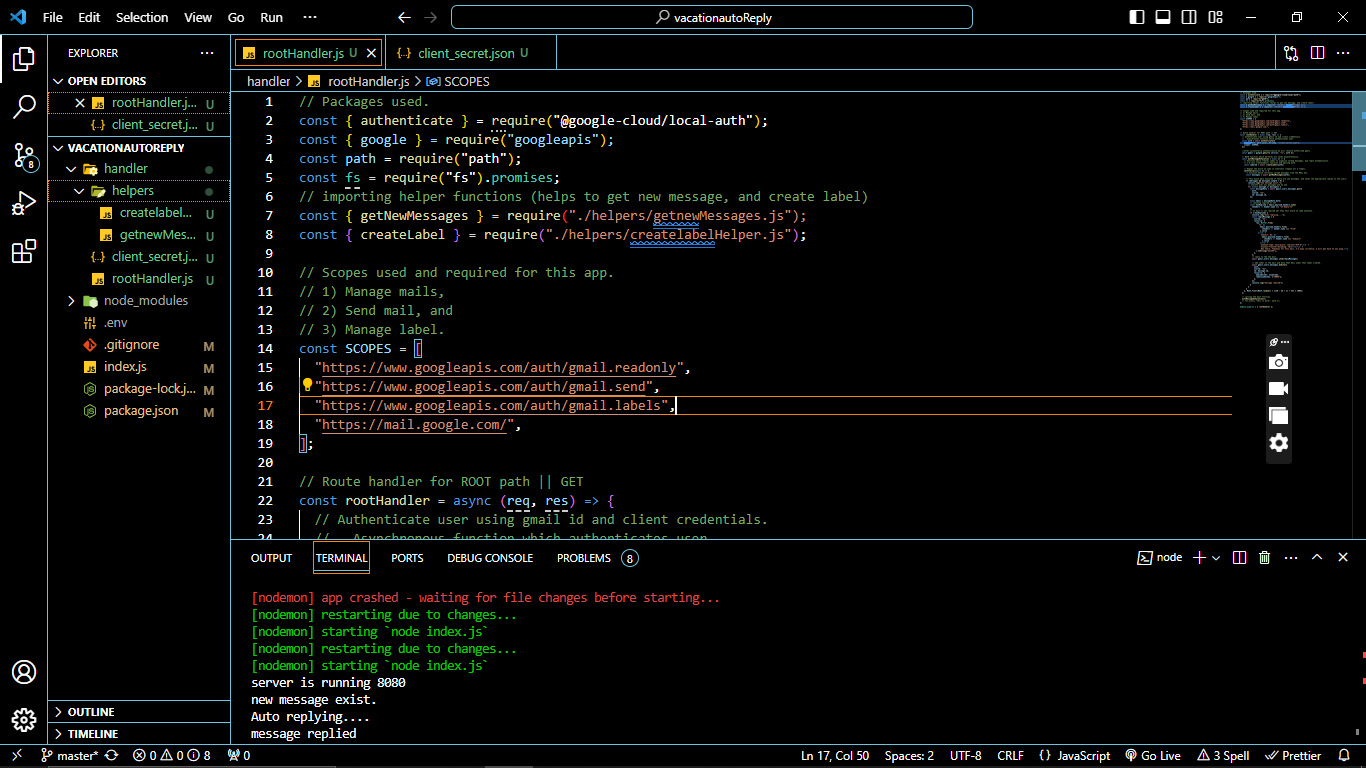 File Edit Selection View Go Run ··· vacationautoReply
EXPLORER ···
OPEN EDITORS
rootHandler.j... U
client_secret.j... U
VACATIONAUTOREPLY
handler
helpers
createlabel... U
getnewMes... U
client_secret.... U
rootHandler.js U
node_modules
.env
.gitignore M
index.js M
package-lock.j... M
package.json M
OUTLINE
TIMELINE
rootHandler.js U
client_secret.json U
handler > rootHandler.js > SCOPES
1 // Packages used.
2 const { authenticate } = require("@google-cloud/local-auth");
3 const { google } = require("googleapis");
4 const path = require("path");
5 const fs = require("fs").promises;
6 // importing helper functions (helps to get new message, and create label)
7 const { getNewMessages } = require("./helpers/getnewMessages.js");
8 const { createLabel } = require("./helpers/createlabelHelper.js");
9
10 // Scopes used and required for this app.
11 // 1) Manage mails,
12 // 2) Send mail, and
13 // 3) Manage label.
14 const SCOPES = [
15 "https://www.googleapis.com/auth/gmail.readonly",
16 "https://www.googleapis.com/auth/gmail.send",
17 "https://www.googleapis.com/auth/gmail.labels",
18 "https://mail.google.com/",
19 ];
20
21 // Route handler for ROOT path || GET
22 const rootHandler = async (req, res) => {
23 // Authenticate user using gmail id and client credentials.
OUTPUT TERMINAL PORTS DEBUG CONSOLE PROBLEMS 8 node
[nodemon] app crashed - waiting for file changes before starting...
[nodemon] restarting due to changes...
[nodemon] starting `node index.js`
[nodemon] restarting due to changes...
[nodemon] starting `node index.js`
server is running 8080
new message exist.
Auto replying....
message replied
master* 0 0 8 0 Ln 17, Col 50 Spaces: 2 UTF-8 CRLF {} JavaScript Go Live 3 Spell Prettier